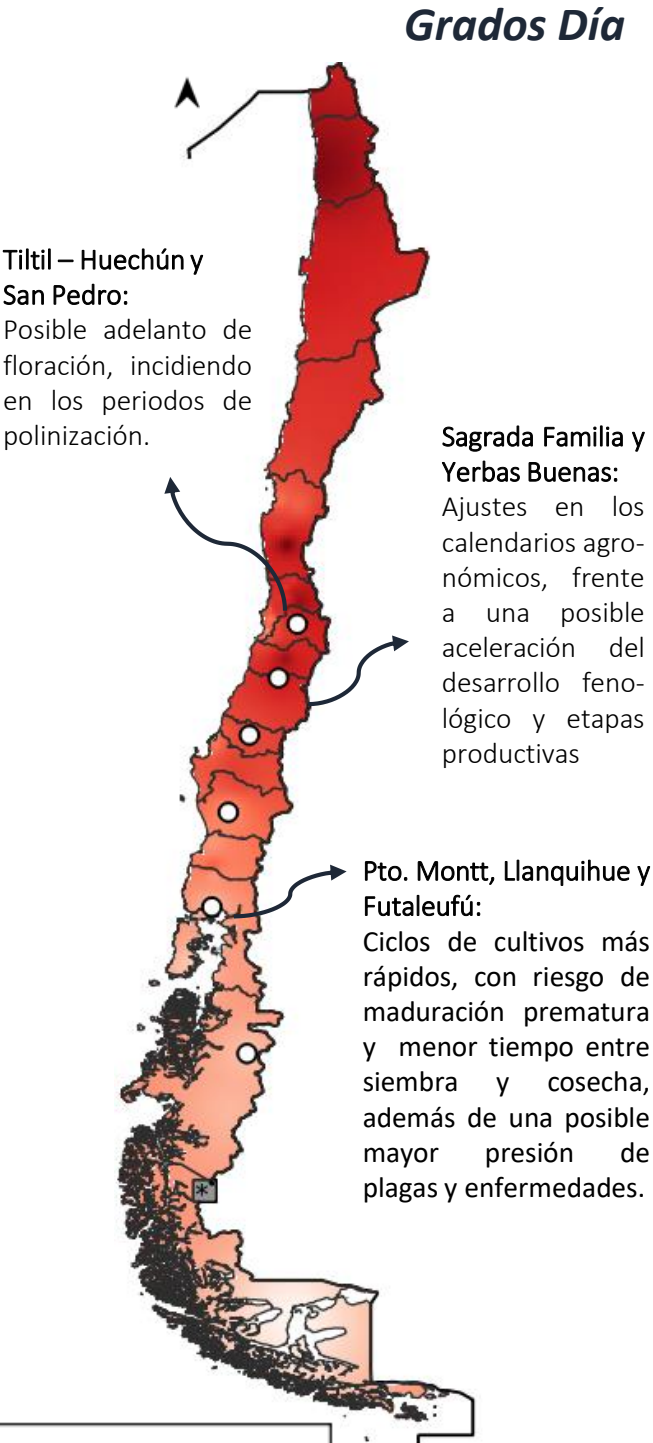 Grados Día
Tiltil – Huechún y
San Pedro:
Posible adelanto de
floración, incidiendo
en los periodos de
polinización.
Sagrada Familia y
Yerbas Buenas:
Ajustes en los
calendarios agro-
nómicos, frente
a una posible
aceleración del
desarrollo feno-
lógico y etapas
productivas
Pto. Montt, Llanquihue y
Futaleufú:
Ciclos de cultivos más
rápidos, con riesgo de
maduración prematura
y menor tiempo entre
siembra y cosecha,
además de una posible
mayor presión de
plagas y enfermedades.
*